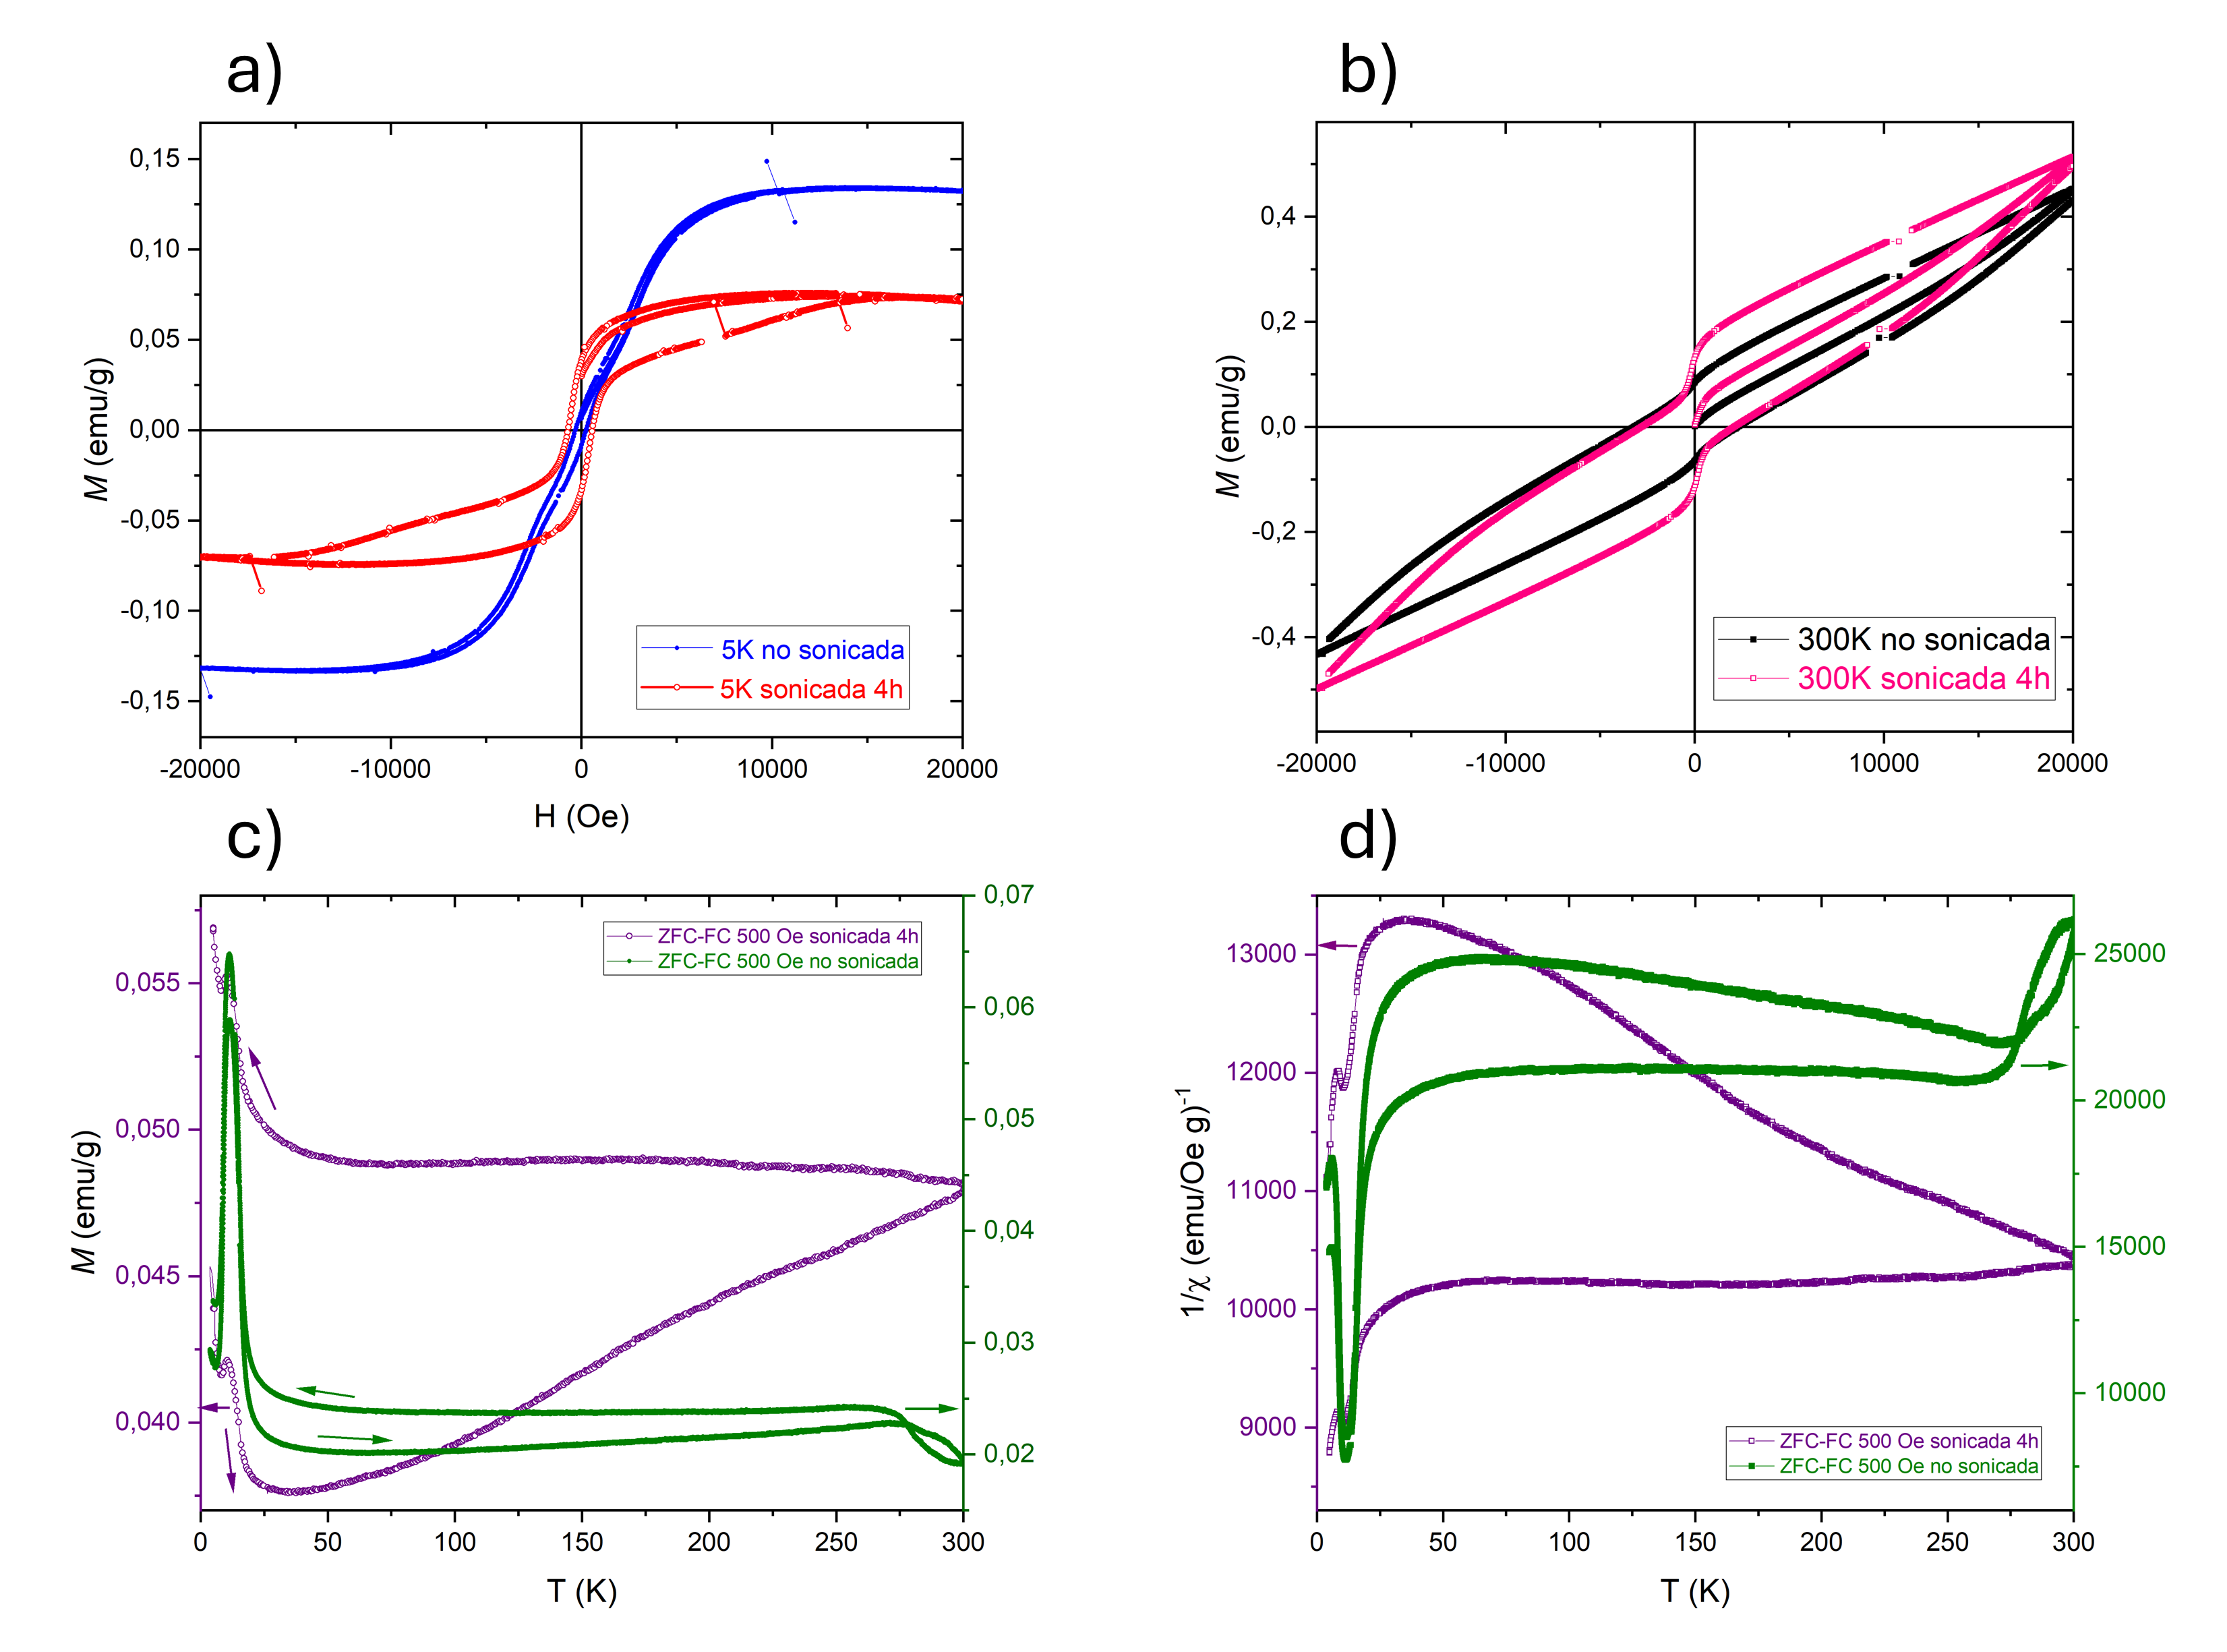 a)
0,15
0,10
0,05
0,00
-0,05
-0,10
-0,15
M (emu/g)
5K no sonicada
5K sonicada 4h
-20000
-10000
0
10000
20000
H (Oe)
b)
0,4
0,2
0,0
-0,2
-0,4
M (emu/g)
300K no sonicada
300K sonicada 4h
-20000
-10000
0
10000
20000
c)
0,055
0,050
0,045
0,040
M (emu/g)
ZFC-FC 500 Oe sonicada 4h
ZFC-FC 500 Oe no sonicada
0,07
0,06
0,05
0,04
0,03
0,02
0
50
100
150
200
250
300
T (K)
d)
13000
12000
11000
10000
9000
1/χ (emu/Oe g)-1
25000
20000
15000
10000
ZFC-FC 500 Oe sonicada 4h
ZFC-FC 500 Oe no sonicada
0
50
100
150
200
250
300
T (K)